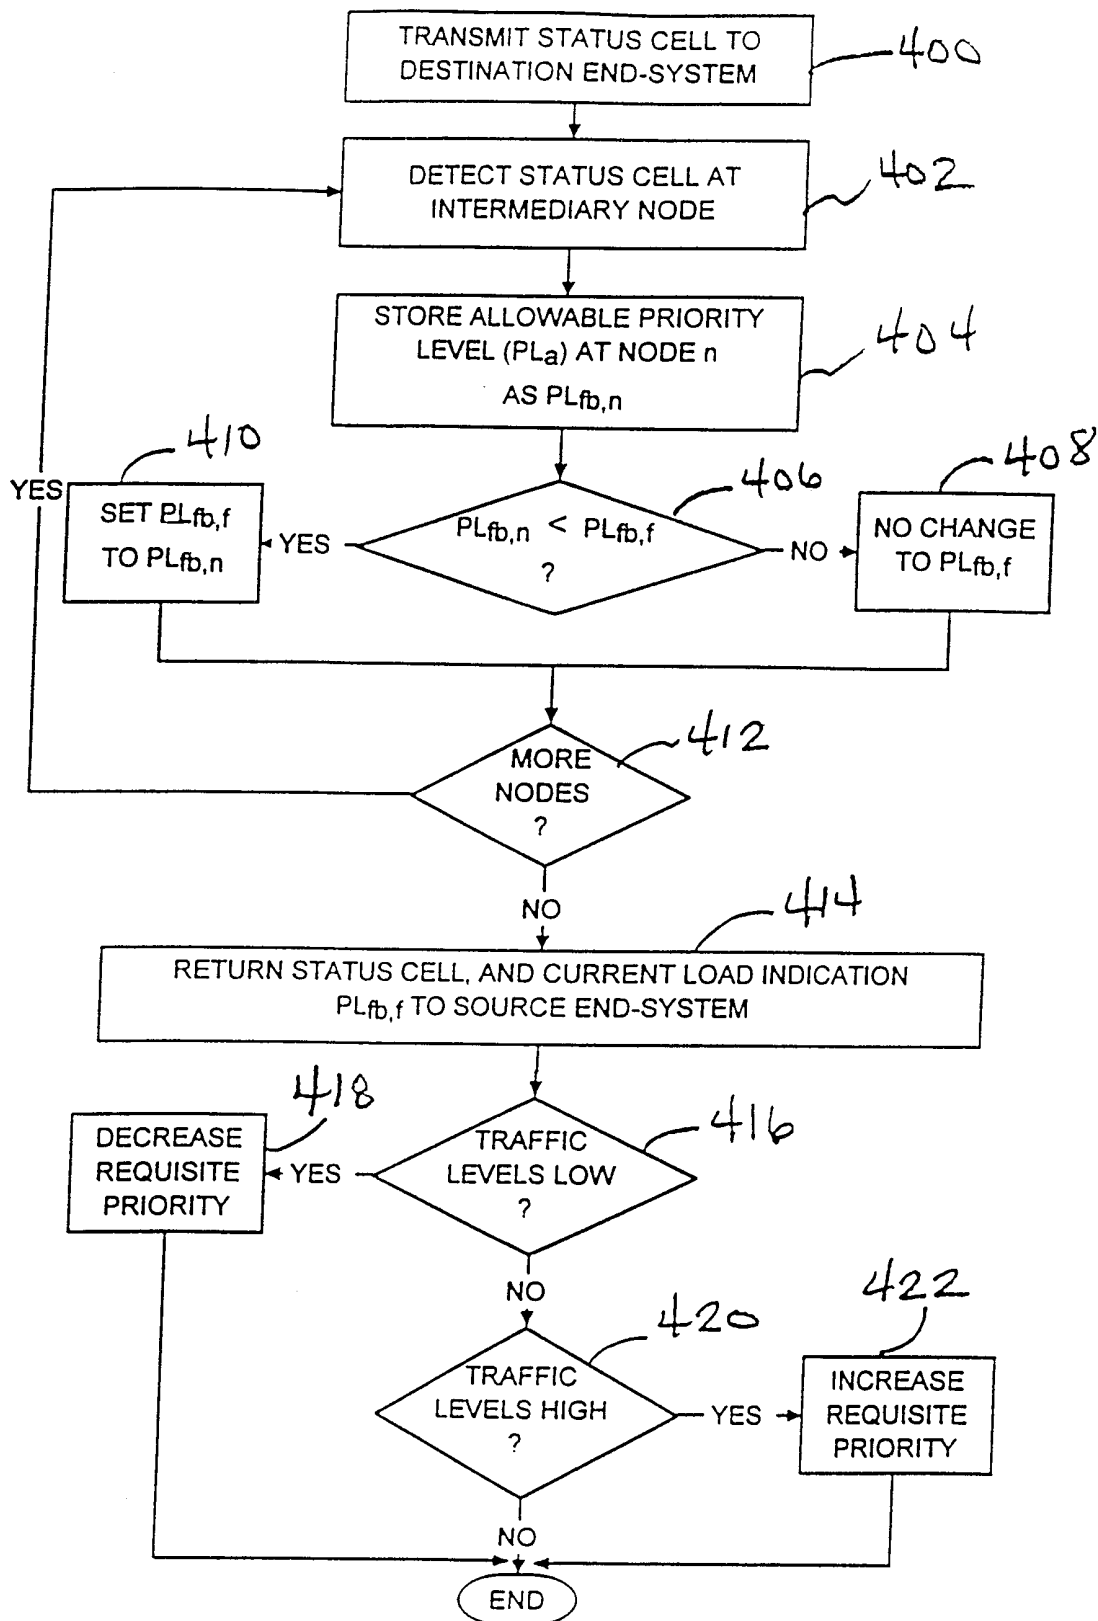 TRANSMIT STATUS CELL TO
DESTINATION END-SYSTEM
400
DETECT STATUS CELL AT
INTERMEDIARY NODE
402
STORE ALLOWABLE PRIORITY
LEVEL (PLa) AT NODE n
AS PLfb,n
404
410
406
408
YES
SET PLfb,f
TO PLfb,n
YES
PLfb,n < PLfb,f
?
NO
NO CHANGE
TO PLfb,f
MORE
NODES
?
412
NO
414
RETURN STATUS CELL, AND CURRENT LOAD INDICATION
PLfb,f TO SOURCE END-SYSTEM
418
416
DECREASE
REQUISITE
PRIORITY
YES
TRAFFIC
LEVELS LOW
?
NO
420
422
TRAFFIC
LEVELS HIGH
?
YES
INCREASE
REQUISITE
PRIORITY
NO
END